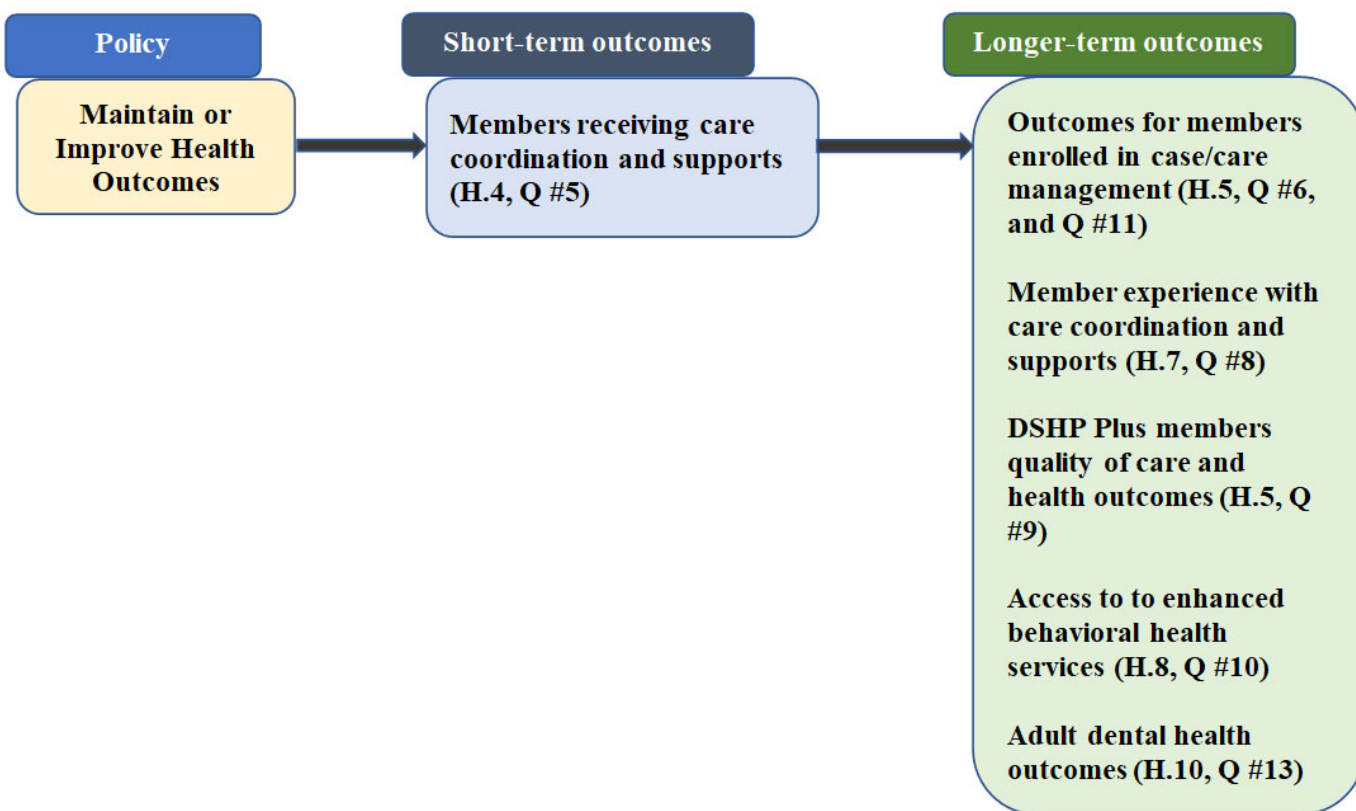 Policy
Maintain or
Improve Health
Outcomes
Short-term outcomes
Members receiving care
coordination and supports
(H.4, Q #5)
Longer-term outcomes
Outcomes for members
enrolled in case/care
management (H.5, Q #6,
and Q #11)
Member experience with
care coordination and
supports (H.7, Q #8)
DSHP Plus members
quality of care and
health outcomes (H.5, Q
#9)
Access to to enhanced
behavioral health
services (H.8, Q #10)
Adult dental health
outcomes (H.10, Q #13)